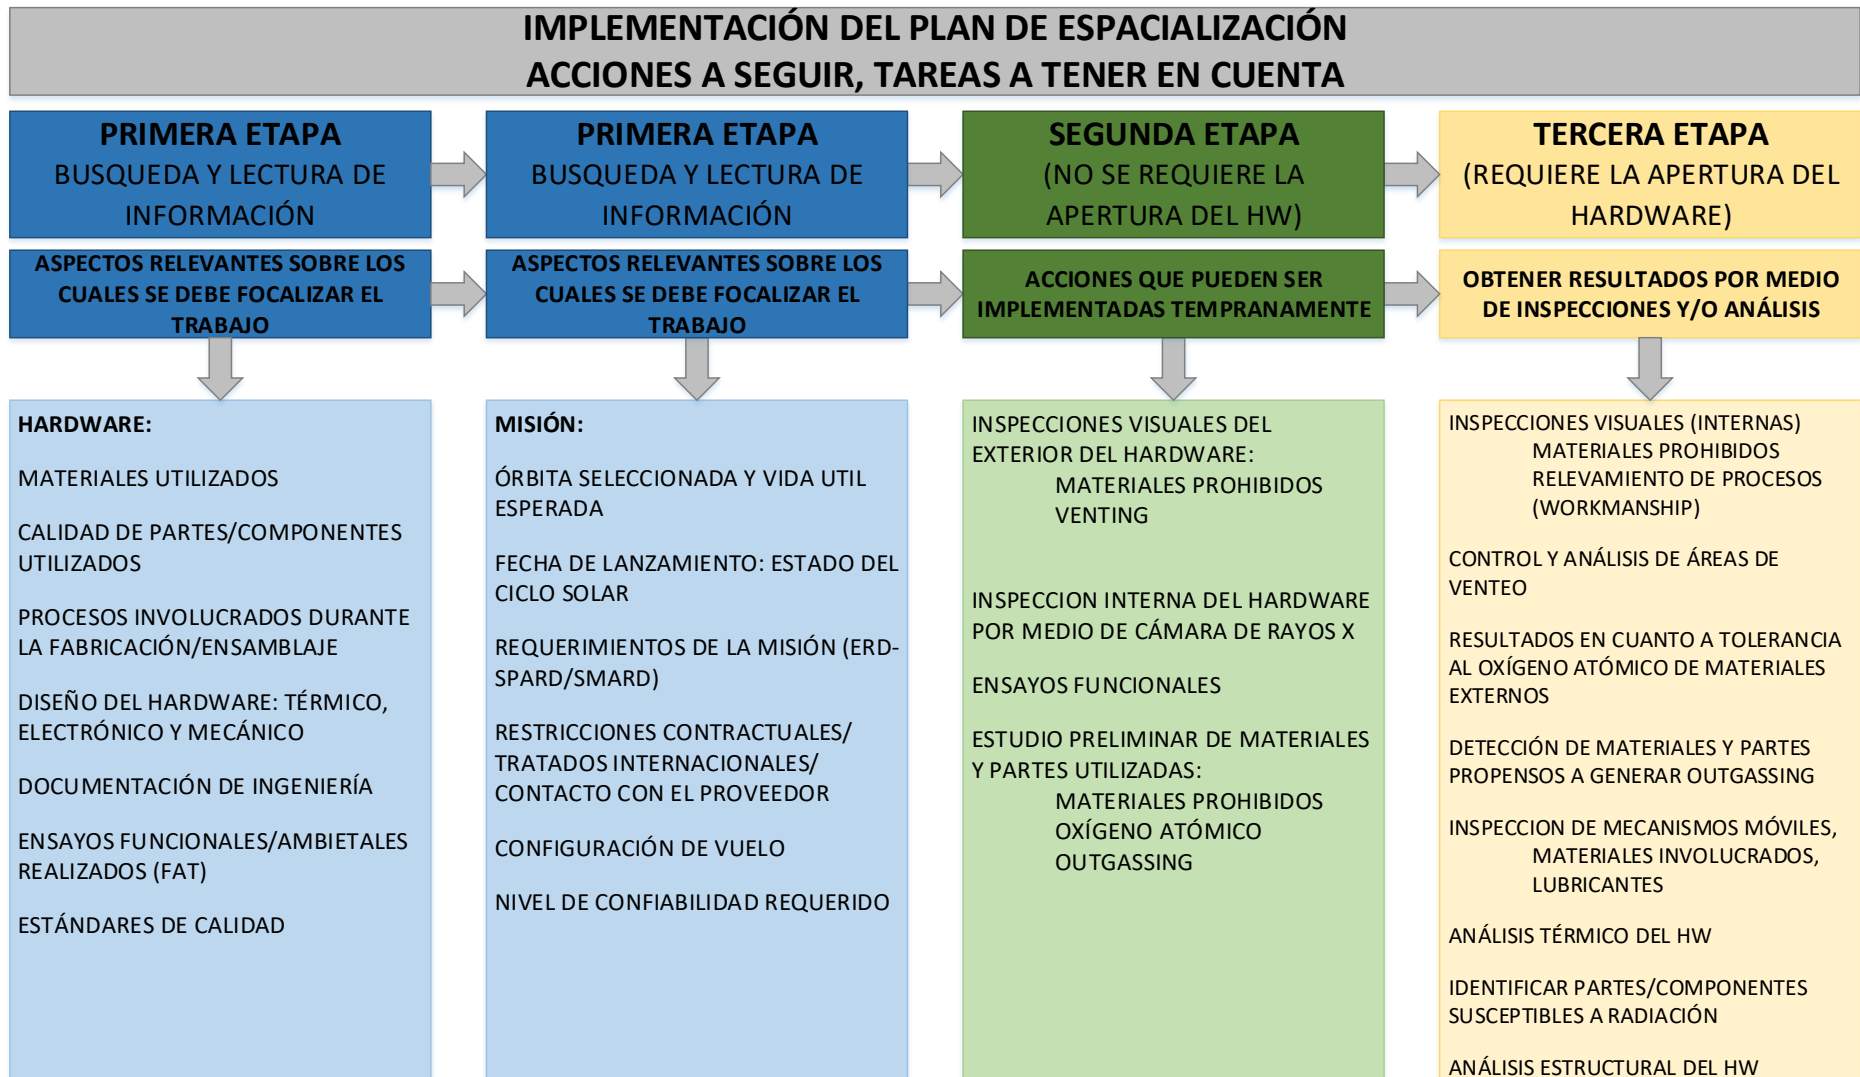 IMPLEMENTACIÓN DEL PLAN DE ESPACIALIZACIÓN
ACCIONES A SEGUIR, TAREAS A TENER EN CUENTA
PRIMERA ETAPA
BUSQUEDA Y LECTURA DE
INFORMACIÓN
PRIMERA ETAPA
BUSQUEDA Y LECTURA DE
INFORMACIÓN
SEGUNDA ETAPA
(NO SE REQUIERE LA
APERTURA DEL HW)
TERCERA ETAPA
(REQUIERE LA APERTURA DEL
HARDWARE)
ASPECTOS RELEVANTES SOBRE LOS
CUALES SE DEBE FOCALIZAR EL
TRABAJO
ASPECTOS RELEVANTES SOBRE LOS
CUALES SE DEBE FOCALIZAR EL
TRABAJO
ACCIONES QUE PUEDEN SER
IMPLEMENTADAS TEMPRANAMENTE
OBTENER RESULTADOS POR MEDIO
DE INSPECCIONES Y/O ANÁLISIS
HARDWARE:
MATERIALES UTILIZADOS
CALIDAD DE PARTES/COMPONENTES
UTILIZADOS
PROCESOS INVOLUCRADOS DURANTE
LA FABRICACIÓN/ENSAMBLAJE
DISEÑO DEL HARDWARE: TÉRMICO,
ELECTRÓNICO Y MECÁNICO
DOCUMENTACIÓN DE INGENIERÍA
ENSAYOS FUNCIONALES/AMBIETALES
REALIZADOS (FAT)
ESTÁNDARES DE CALIDAD
MISIÓN:
ÓRBITA SELECCIONADA Y VIDA UTIL
ESPERADA
FECHA DE LANZAMIENTO: ESTADO DEL
CICLO SOLAR
REQUERIMIENTOS DE LA MISIÓN (ERD-
SPARD/SMARD)
RESTRICCIONES CONTRACTUALES/
TRATADOS INTERNACIONALES/
CONTACTO CON EL PROVEEDOR
CONFIGURACIÓN DE VUELO
NIVEL DE CONFIABILIDAD REQUERIDO
INSPECCIONES VISUALES DEL
EXTERIOR DEL HARDWARE:
MATERIALES PROHIBIDOS
VENTING
INSPECCION INTERNA DEL HARDWARE
POR MEDIO DE CÁMARA DE RAYOS X
ENSAYOS FUNCIONALES
ESTUDIO PRELIMINAR DE MATERIALES
Y PARTES UTILIZADAS:
MATERIALES PROHIBIDOS
OXÍGENO ATÓMICO
OUTGASSING
INSPECCIONES VISUALES (INTERNAS)
MATERIALES PROHIBIDOS
RELEVAMIENTO DE PROCESOS
(WORKMANSHIP)
CONTROL Y ANÁLISIS DE ÁREAS DE
VENTEO
RESULTADOS EN CUANTO A TOLERANCIA
AL OXÍGENO ATÓMICO DE MATERIALES
EXTERNOS
DETECCIÓN DE MATERIALES Y PARTES
PROPENSOS A GENERAR OUTGASSING
INSPECCION DE MECANISMOS MÓVILES,
MATERIALES INVOLUCRADOS,
LUBRICANTES
ANÁLISIS TÉRMICO DEL HW
IDENTIFICAR PARTES/COMPONENTES
SUSCEPTIBLES A RADIACIÓN
ANÁLISIS ESTRUCTURAL DEL HW